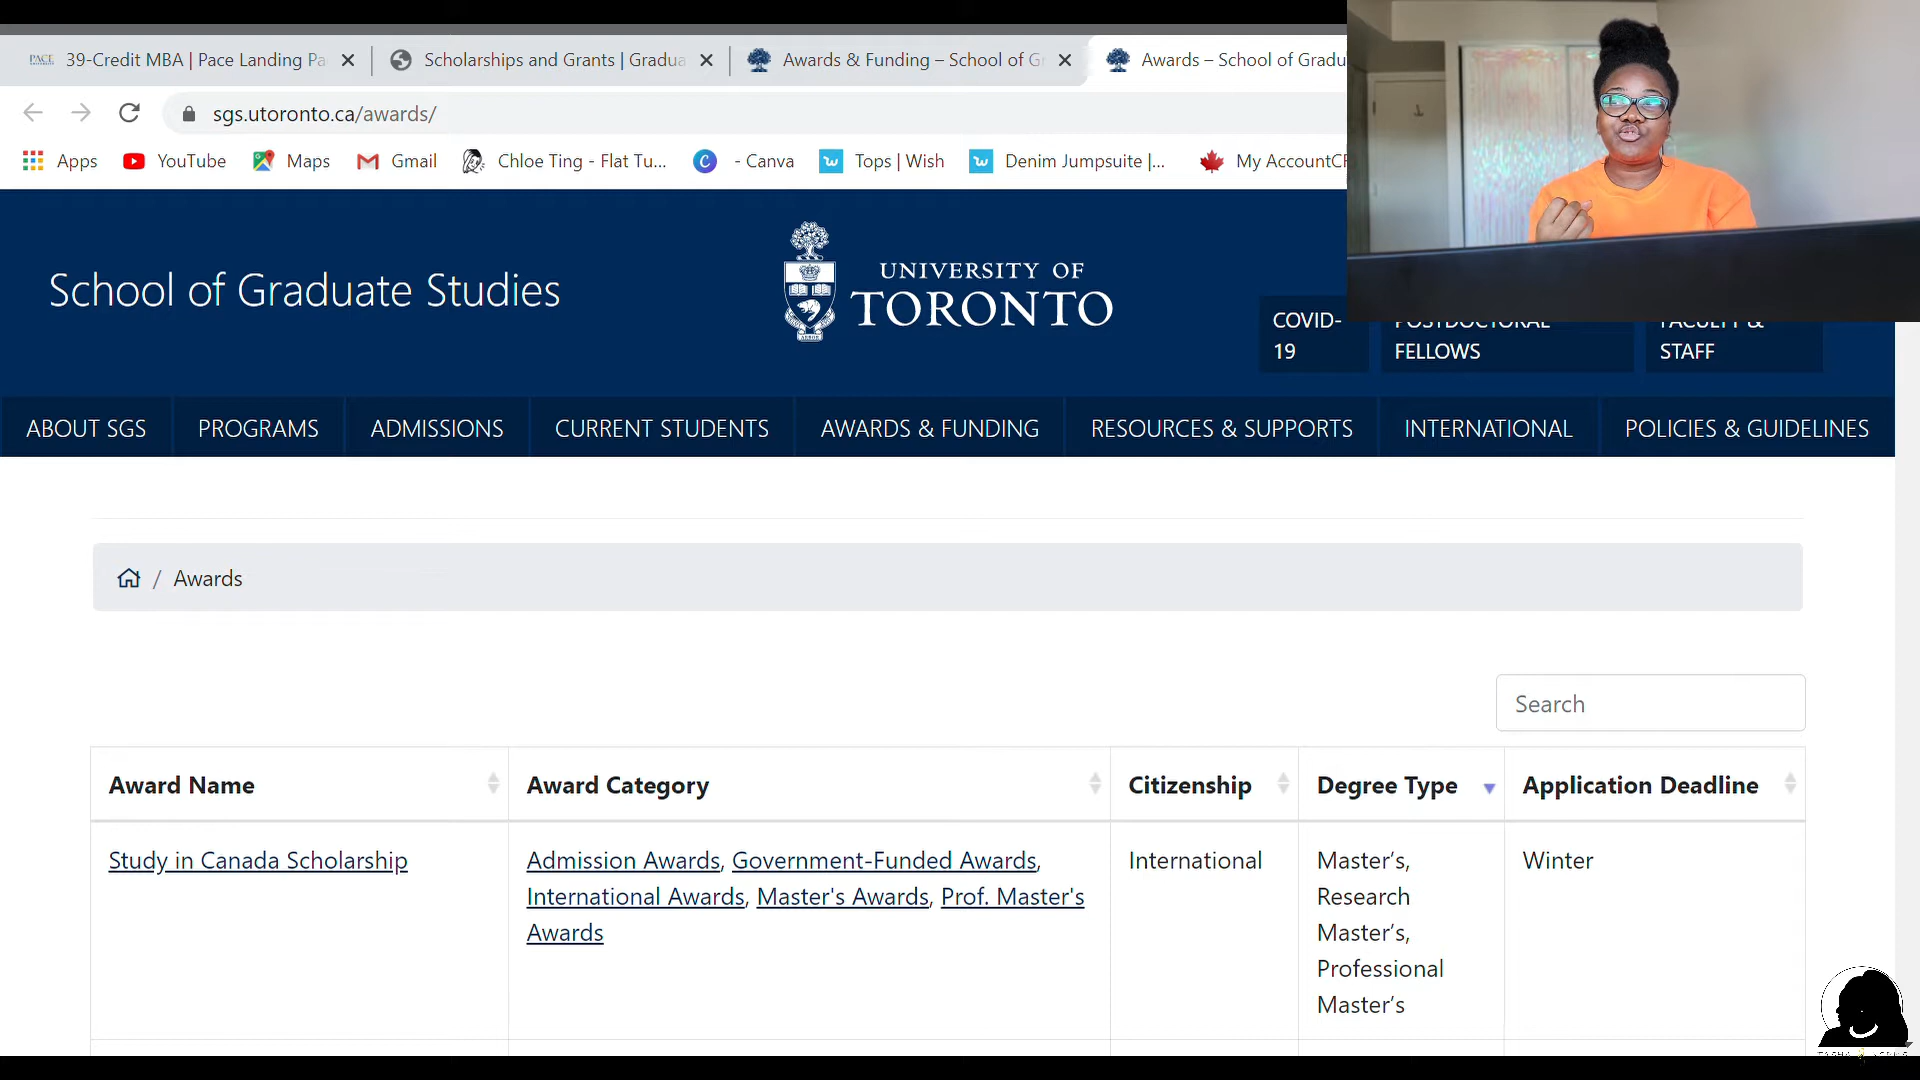 PACE 39-Credit MBA | Pace Landing Pa
Scholarships and Grants | Gradua
Awards & Funding – School of G
Awards – School of Gradu
sgs.utoronto.ca/awards/
Apps
YouTube
Maps
Gmail
Chloe Ting - Flat Tu...
C - Canva
w Tops | Wish
w Denim Jumpsuite |...
My AccountCF
School of Graduate Studies
UNIVERSITY OF
TORONTO
COVID-
19
POSTDOCTORAL
FELLOWS
FACULTY &
STAFF
ABOUT SGS
PROGRAMS
ADMISSIONS
CURRENT STUDENTS
AWARDS & FUNDING
RESOURCES & SUPPORTS
INTERNATIONAL
POLICIES & GUIDELINES
/ Awards
Search
Award Name
Award Category
Citizenship
Degree Type
Application Deadline
Study in Canada Scholarship
Admission Awards, Government-Funded Awards,
International Awards, Master's Awards, Prof. Master's
Awards
International
Master’s,
Research
Master’s,
Professional
Master’s
Winter